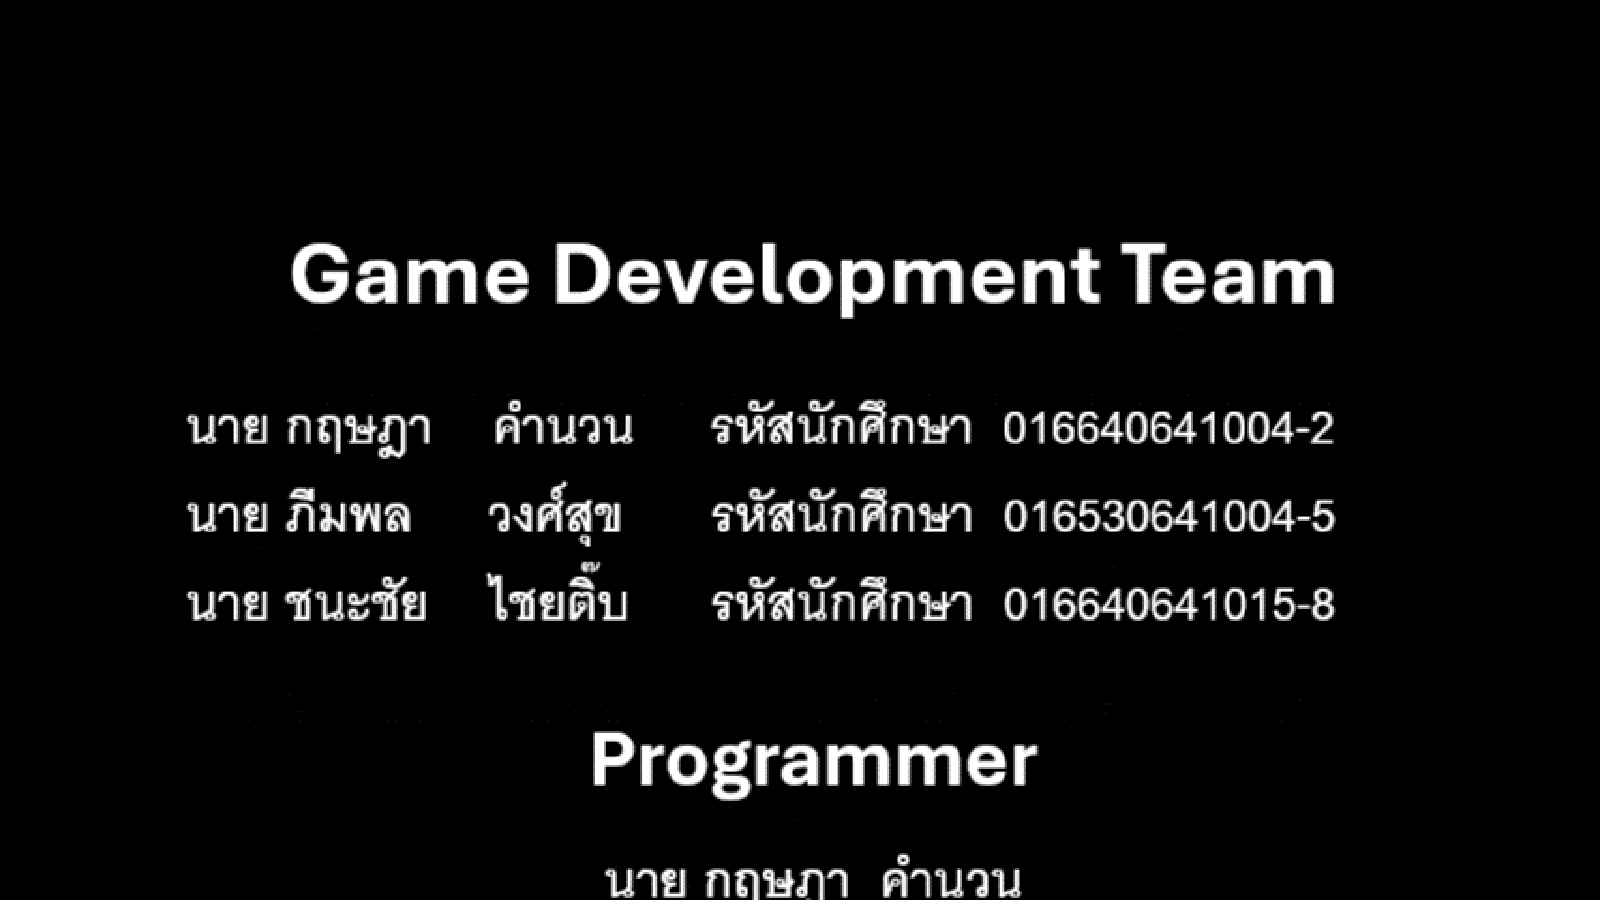 Game Development Team
นาย กฤษฎา คำนวน รหัสนักศึกษา 016640641004-2
นาย ภีมพล วงศ์สุข รหัสนักศึกษา 016530641004-5
นาย ชนะชัย ไชยติ๊บ รหัสนักศึกษา 016640641015-8
Programmer
นาย กฤษฎา คำนวน